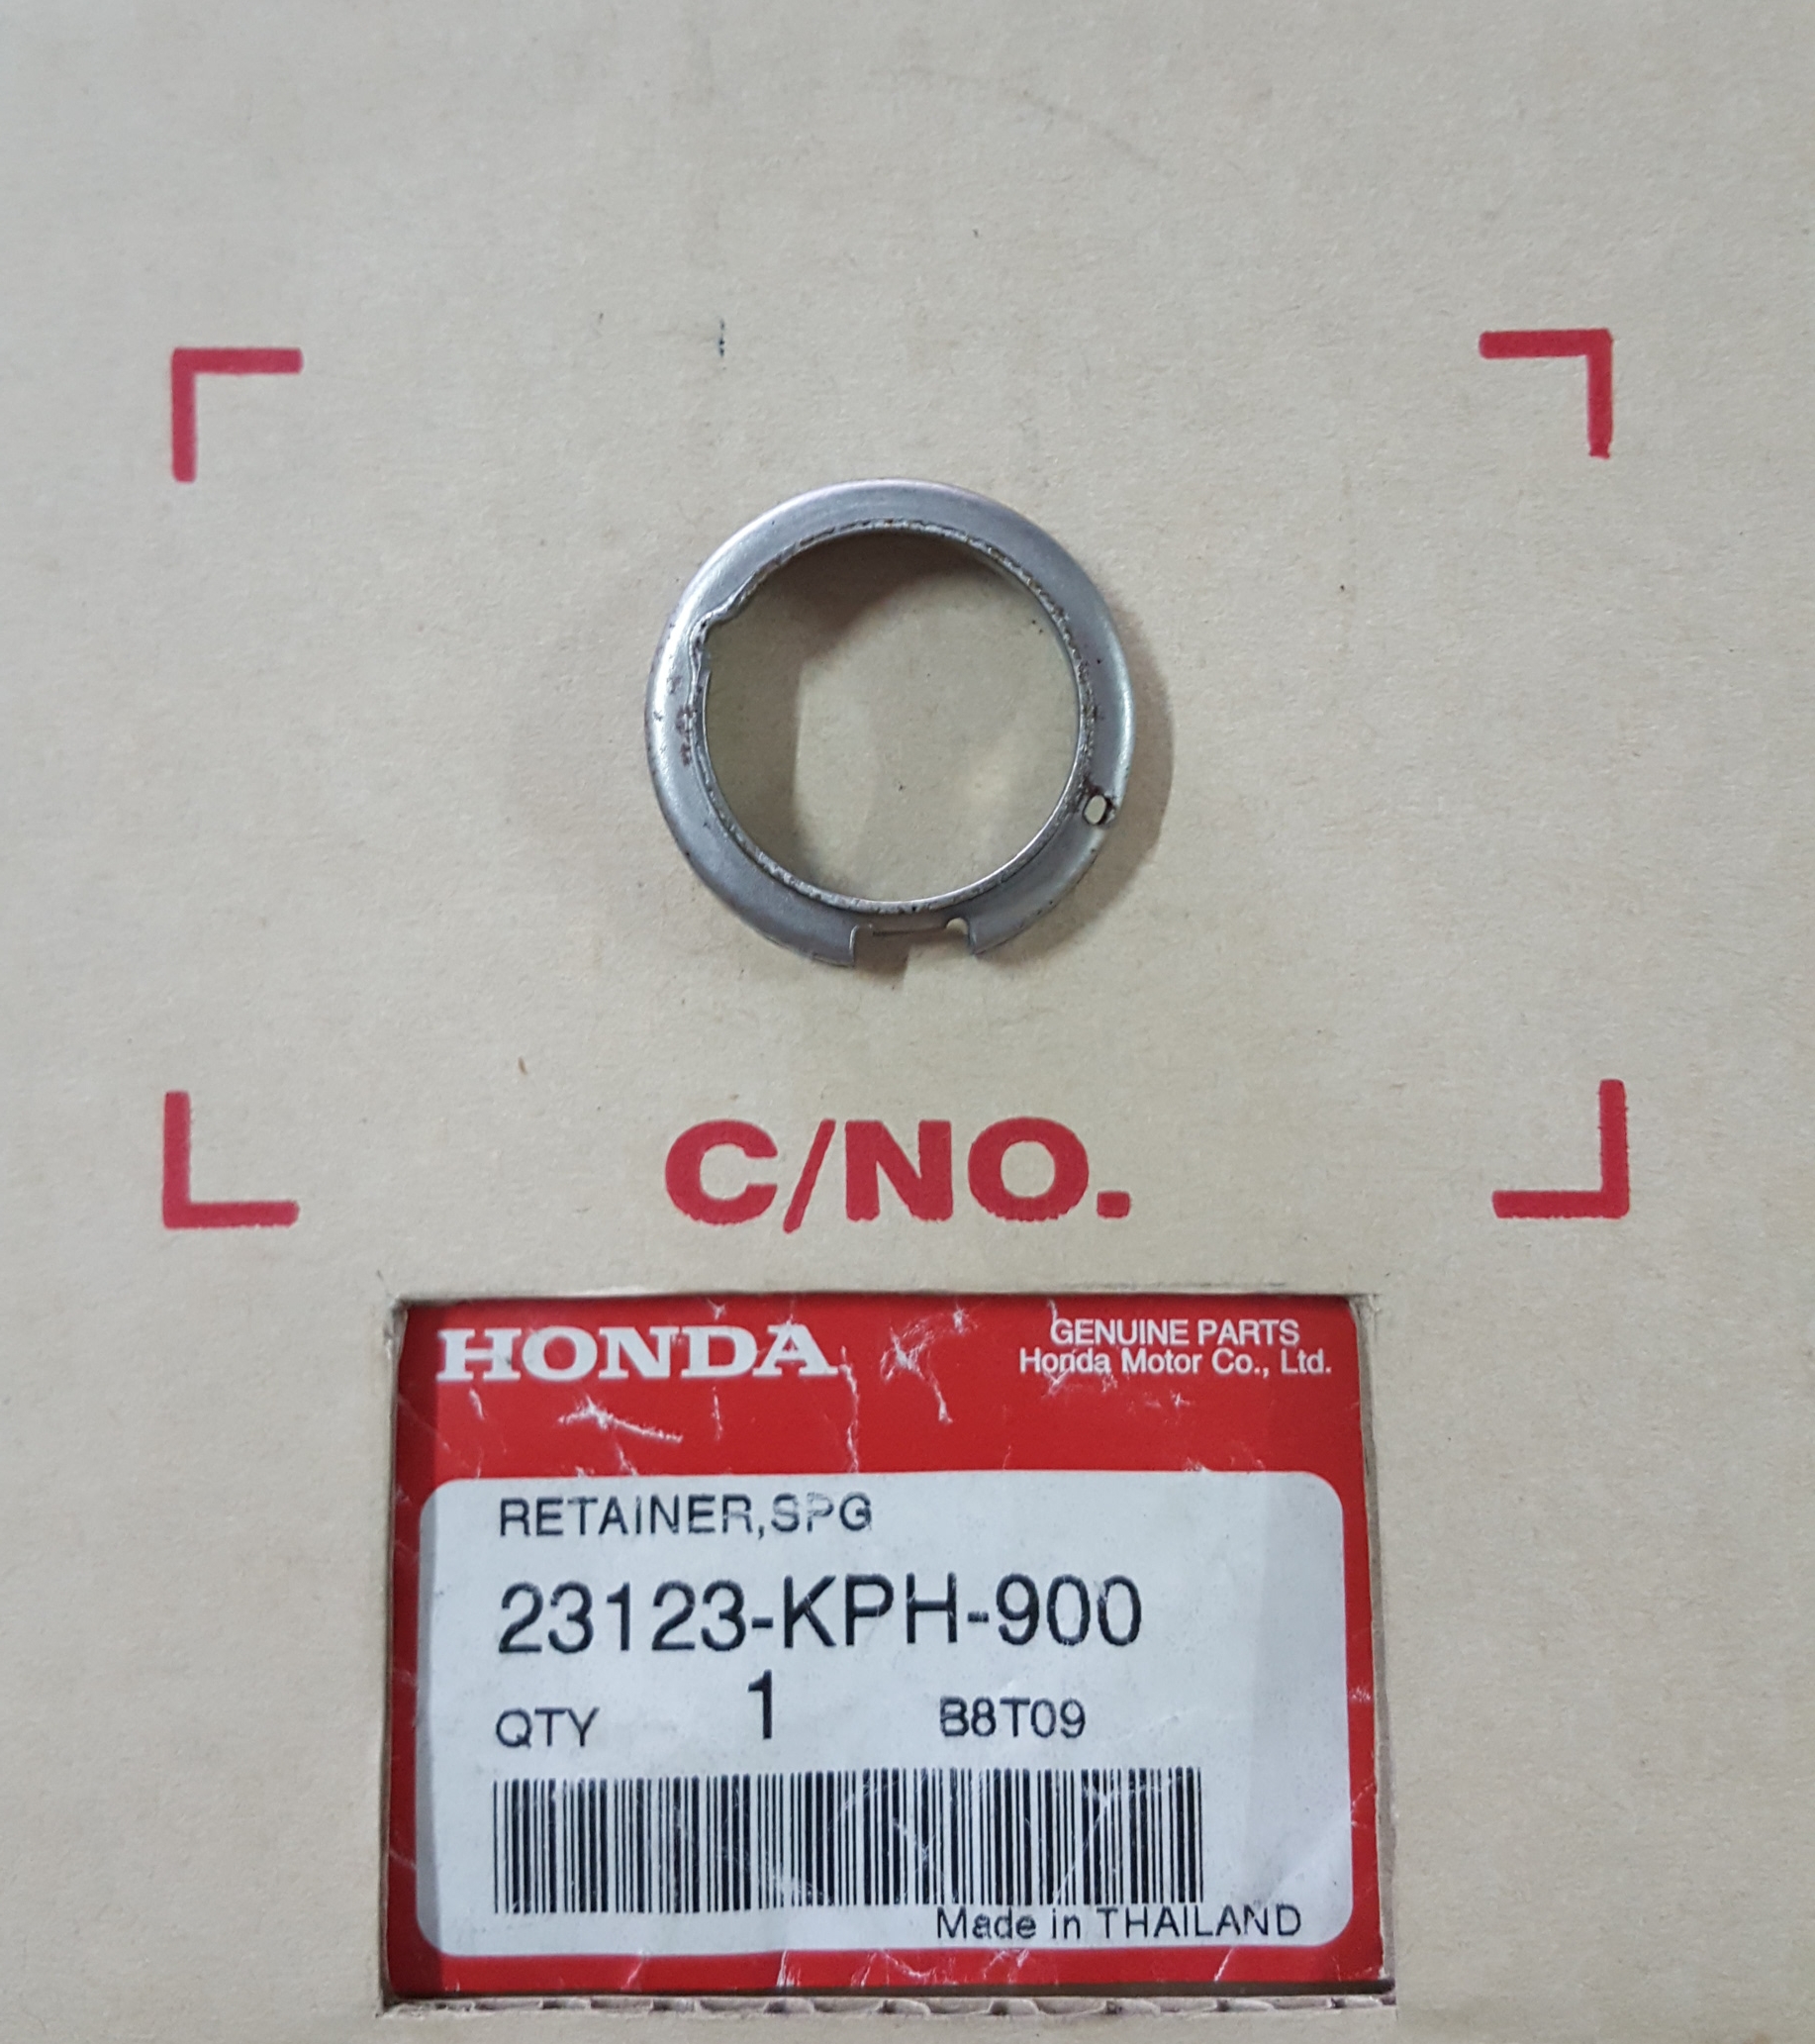 C/NO.
HONDA
GENUINE PARTS
Honda Motor Co., Ltd.
RETAINER,SPG
23123-KPH-900
QTY 1 B8T09
Made in THAILAND